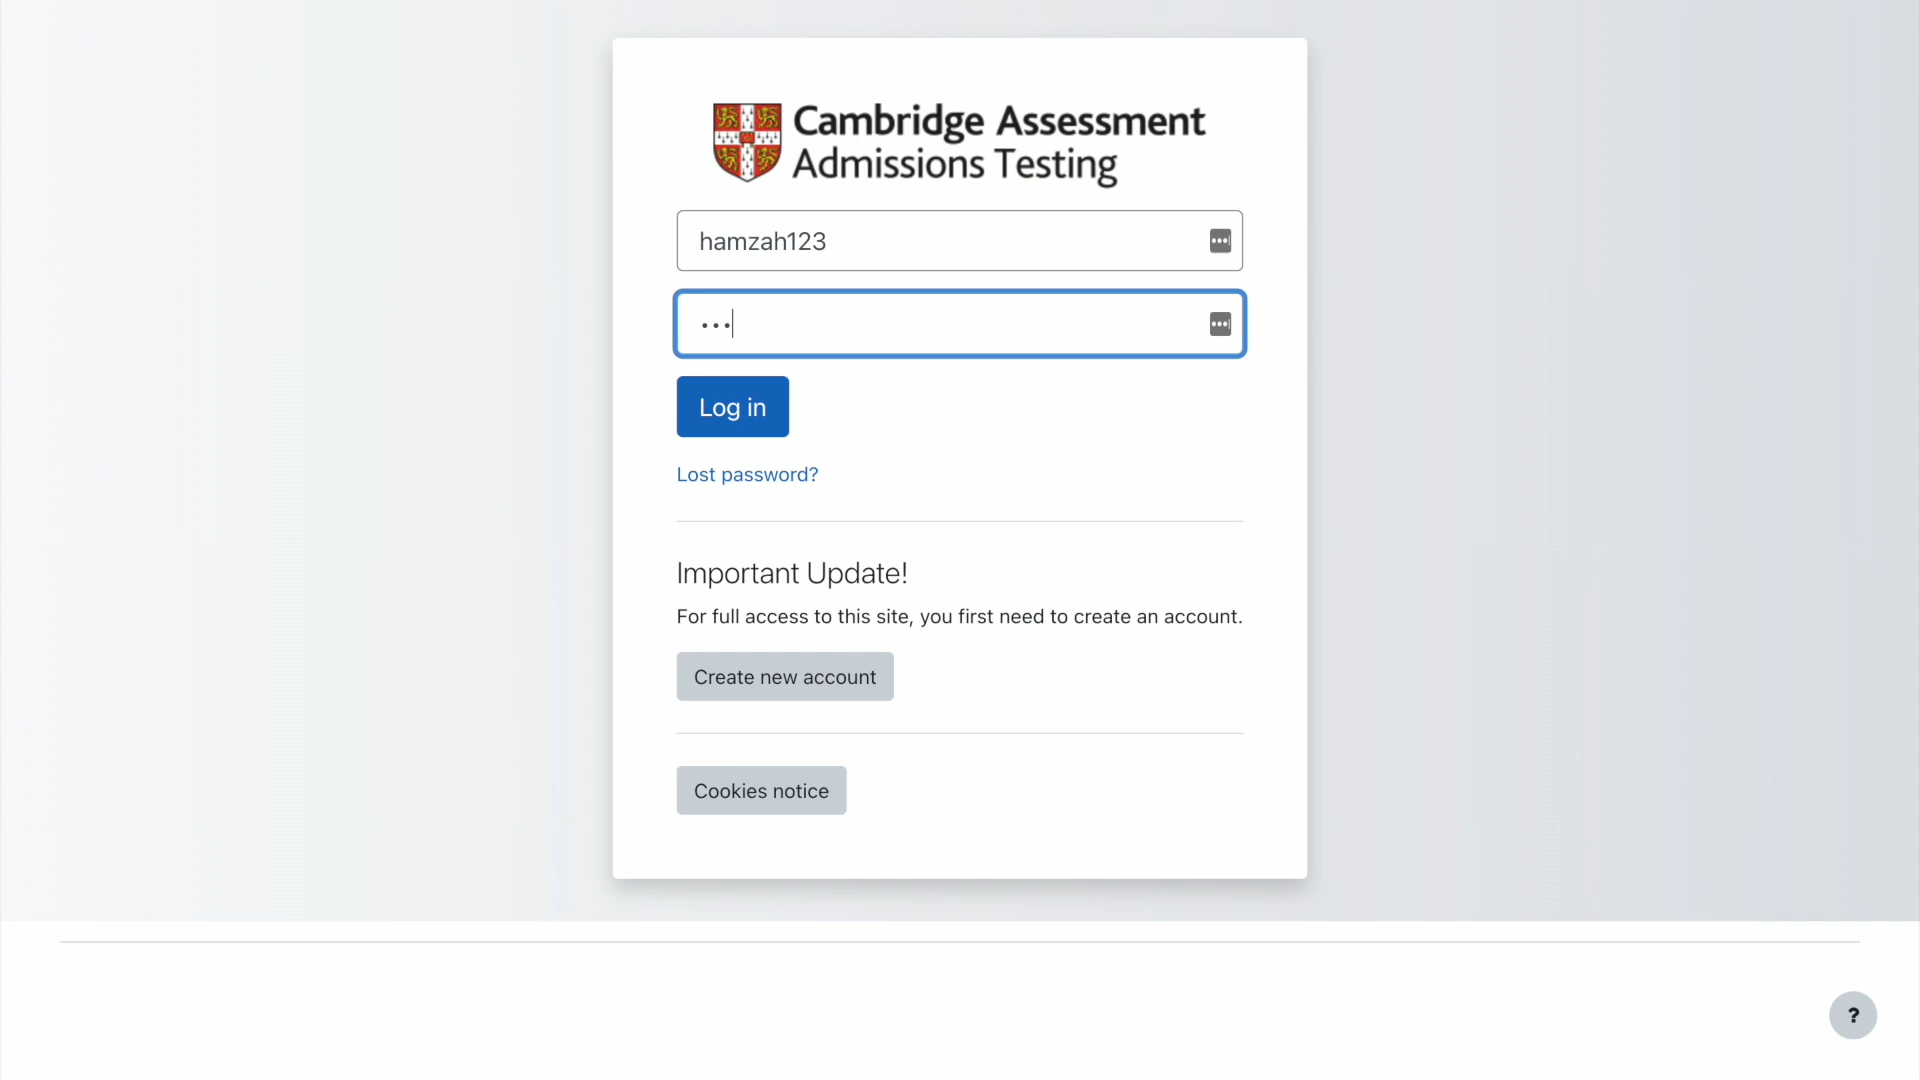 Cambridge Assessment
Admissions Testing
hamzah123
•••
Log in
Lost password?
Important Update!
For full access to this site, you first need to create an account.
Create new account
Cookies notice
?